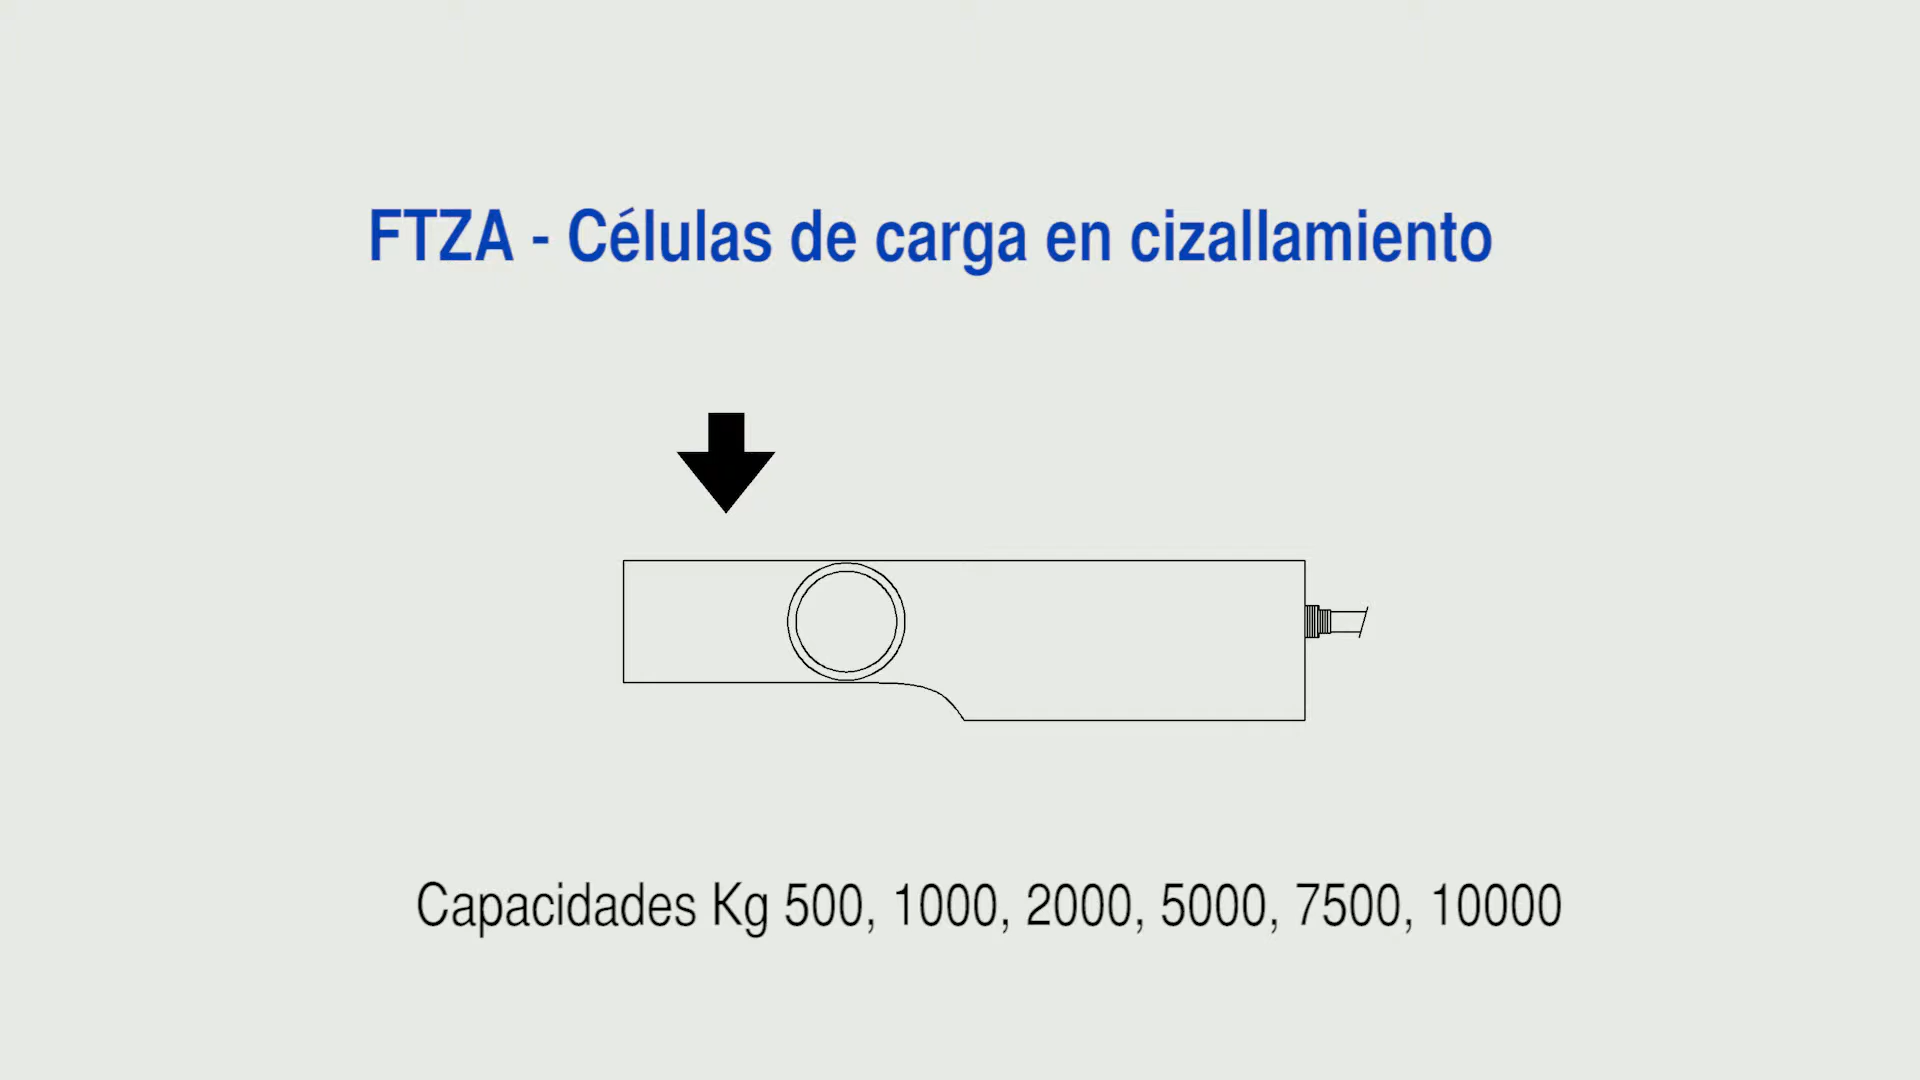 FTZA - Células de carga en cizallamiento
Capacidades Kg 500, 1000, 2000, 5000, 7500, 10000